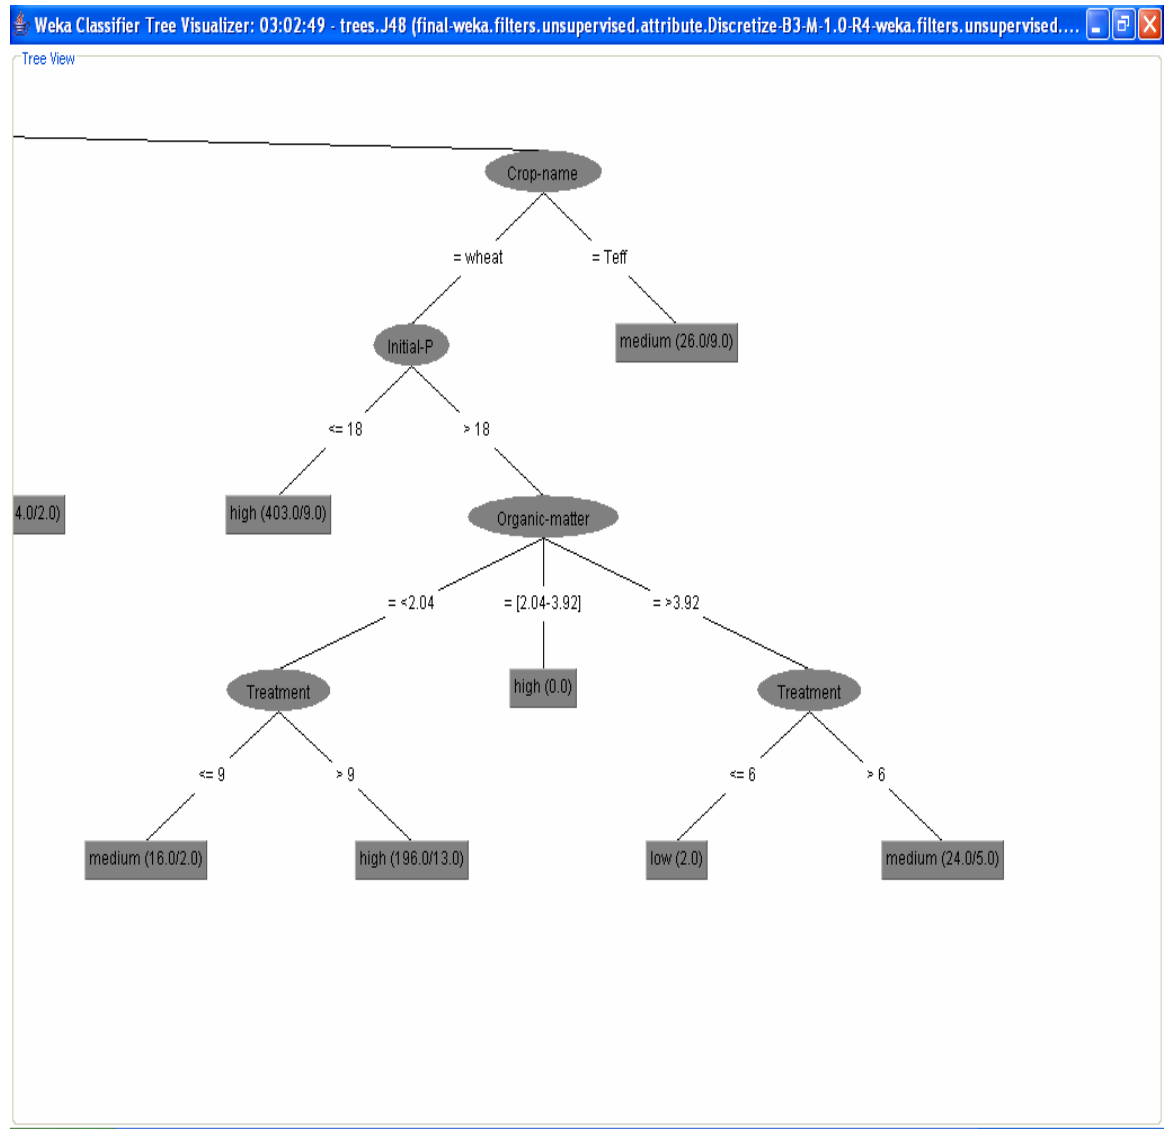 Weka Classifier Tree Visualizer: 03:02:49 - trees.J48 (final-weka.filters.unsupervised.attribute.Discretize-B3-M-1.0-R4-weka.filters.unsupervised....
Tree View
Crop-name
= wheat = Teff
Initial-P medium (26.0/9.0)
<= 18 > 18
4.0/2.0) high (403.0/9.0) Organic-matter
= <2.04 = [2.04-3.92] = >3.92
Treatment high (0.0) Treatment
<= 9 > 9 <= 6 > 6
medium (16.0/2.0) high (196.0/13.0) low (2.0) medium (24.0/5.0)